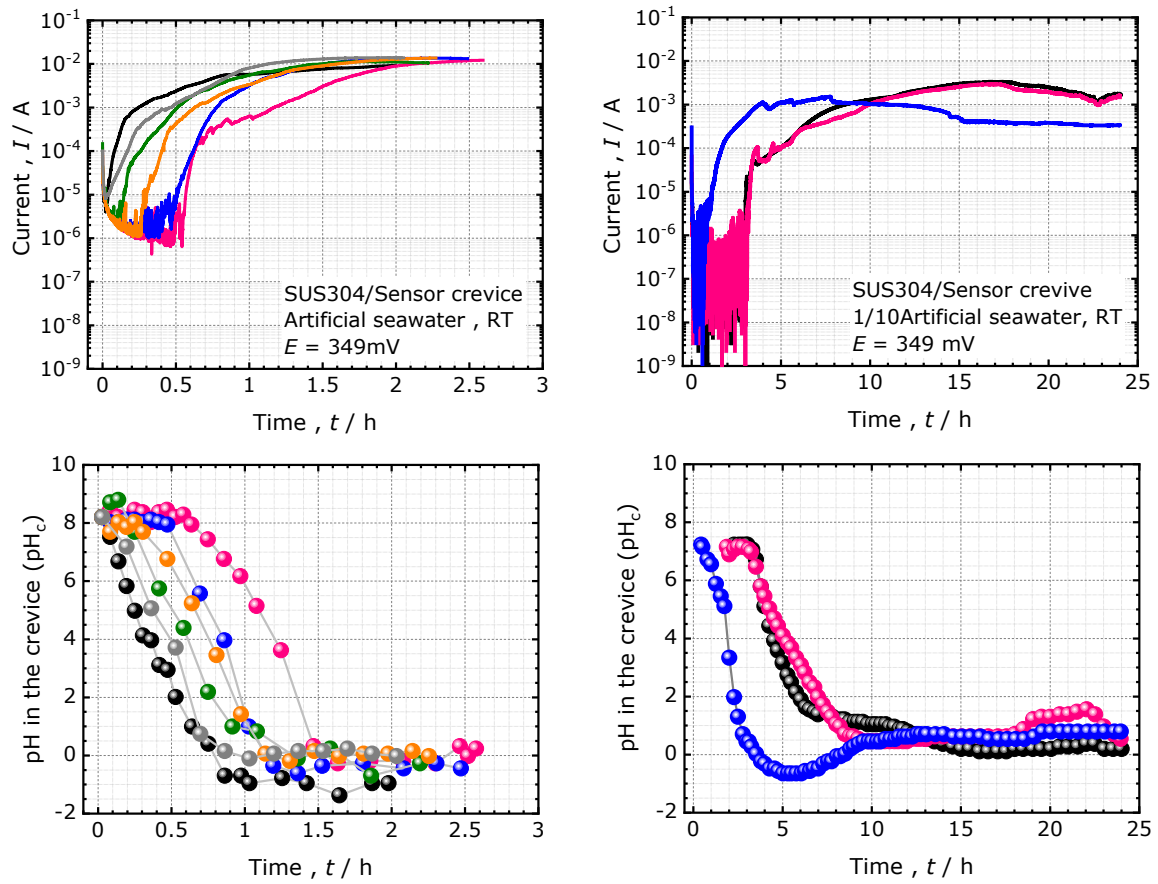 Current , I / A
10⁻¹
10⁻²
10⁻³
10⁻⁴
10⁻⁵
10⁻⁶
10⁻⁷
10⁻⁸
10⁻⁹
SUS304/Sensor crevice
Artificial seawater , RT
E = 349mV
0 0.5 1 1.5 2 2.5 3
Time , t / h
Current , I / A
10⁻¹
10⁻²
10⁻³
10⁻⁴
10⁻⁵
10⁻⁶
10⁻⁷
10⁻⁸
10⁻⁹
SUS304/Sensor crevive
1/10Artificial seawater, RT
E = 349 mV
0 5 10 15 20 25
Time , t / h
pH in the crevice (pHc)
10
8
6
4
2
0
-2
0 0.5 1 1.5 2 2.5 3
Time , t / h
pH in the crevice (pHc)
10
8
6
4
2
0
-2
0 5 10 15 20 25
Time , t / h